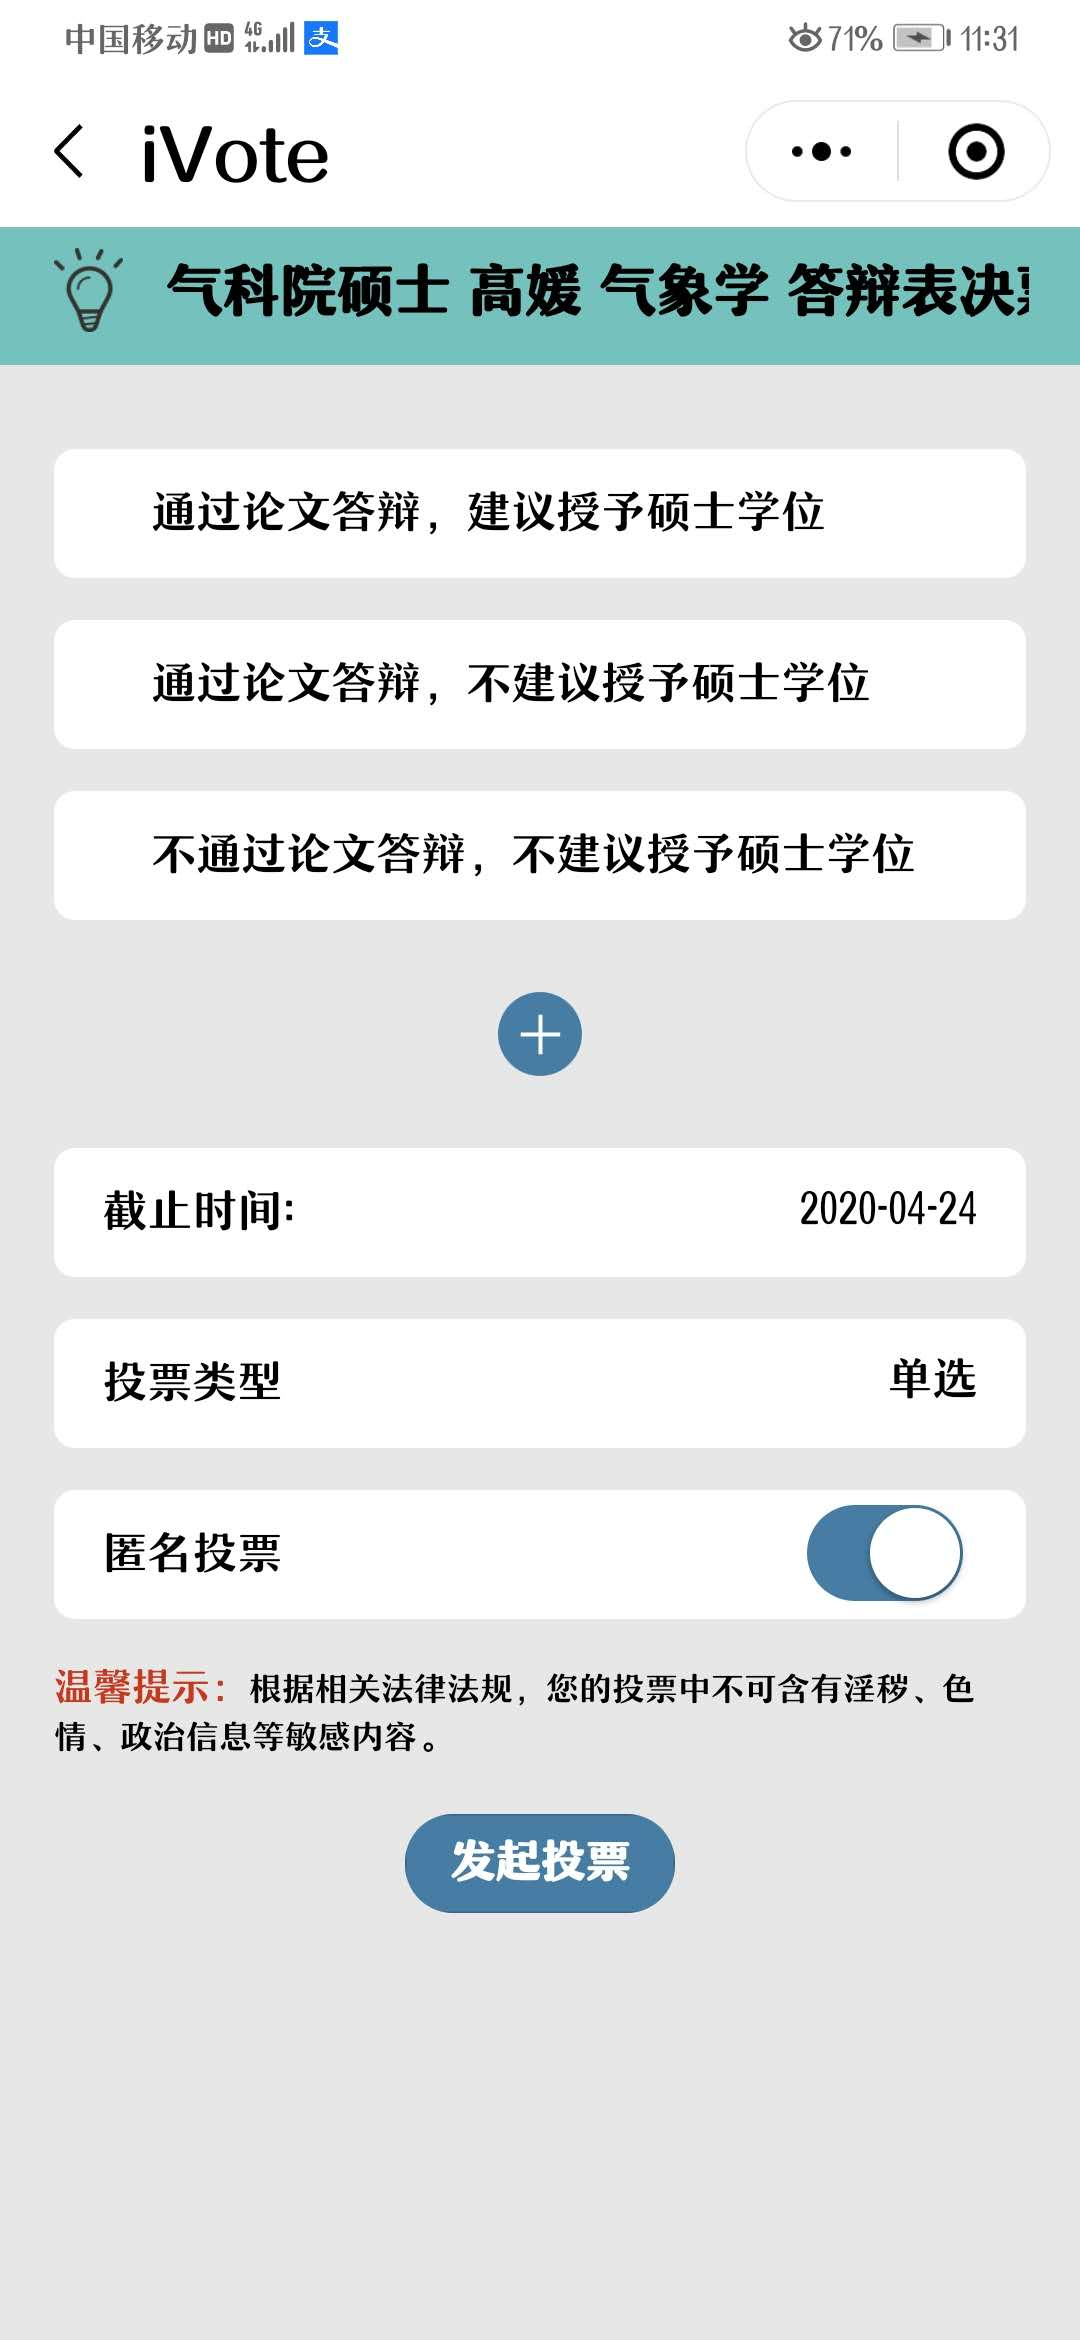 中国移动 HD 4G 支 71% 11:31
iVote
气科院硕士 高媛 气象学 答辩表决
通过论文答辩，建议授予硕士学位
通过论文答辩，不建议授予硕士学位
不通过论文答辩，不建议授予硕士学位
截止时间: 2020-04-24
投票类型 单选
匿名投票
温馨提示：根据相关法律法规，您的投票中不可含有淫秽、色
情、政治信息等敏感内容。
发起投票